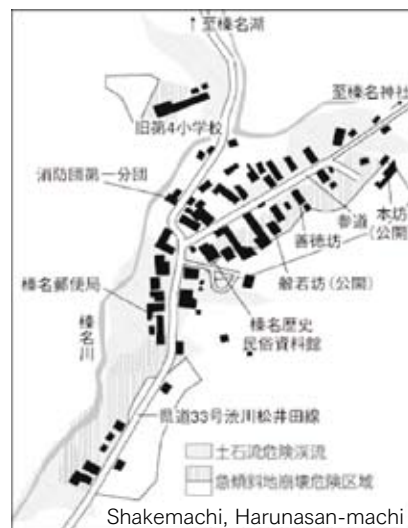 ↑至榛名湖
至榛名神社
旧第4小学校
消防団第一分団
本坊
(公開)
参道
善徳坊
般若坊(公開)
榛名郵便局
榛名歴史
民俗資料館
榛名川
県道33号渋川松井田線
土石流危険渓流
急傾斜地崩壊危険区域
Shakemachi, Harunasan-machi